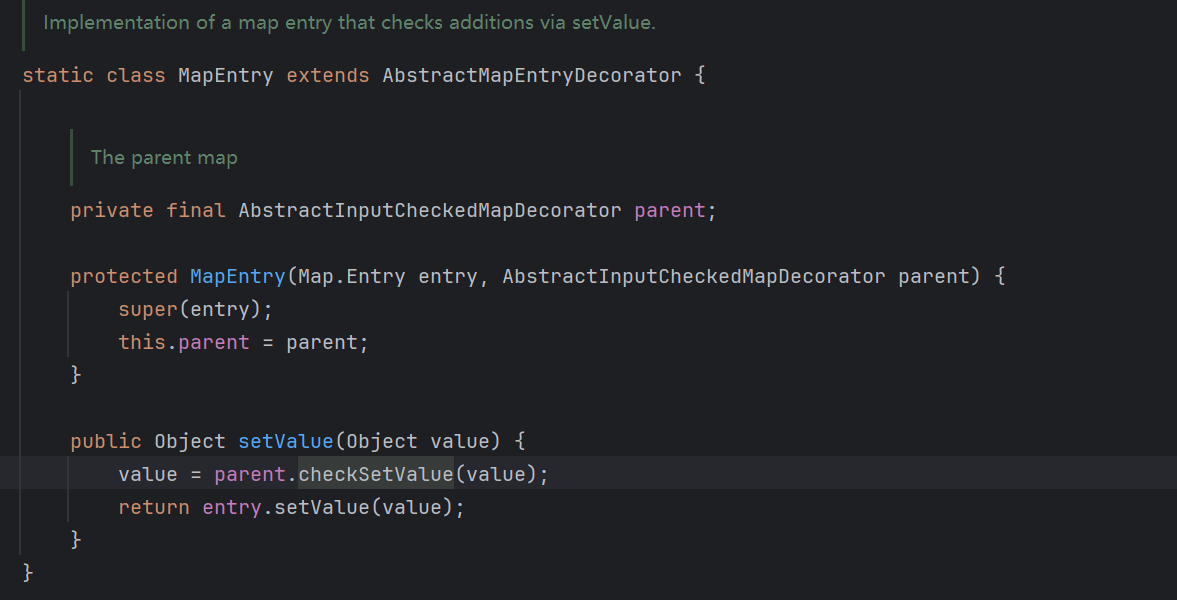 Implementation of a map entry that checks additions via setValue.
static class MapEntry extends AbstractMapEntryDecorator {
The parent map
private final AbstractInputCheckedMapDecorator parent;
protected MapEntry(Map.Entry entry, AbstractInputCheckedMapDecorator parent) {
super(entry);
this.parent = parent;
}
public Object setValue(Object value) {
value = parent.checkSetValue(value);
return entry.setValue(value);
}
}